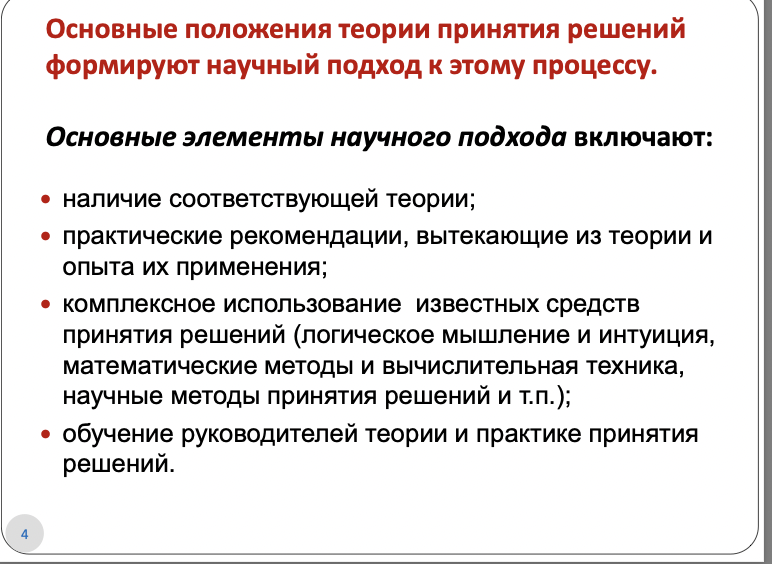 Основные положения теории принятия решений
формируют научный подход к этому процессу.
Основные элементы научного подхода включают:
• наличие соответствующей теории;
• практические рекомендации, вытекающие из теории и
опыта их применения;
• комплексное использование  известных средств
принятия решений (логическое мышление и интуиция,
математические методы и вычислительная техника,
научные методы принятия решений и т.п.);
• обучение руководителей теории и практике принятия
решений.
4